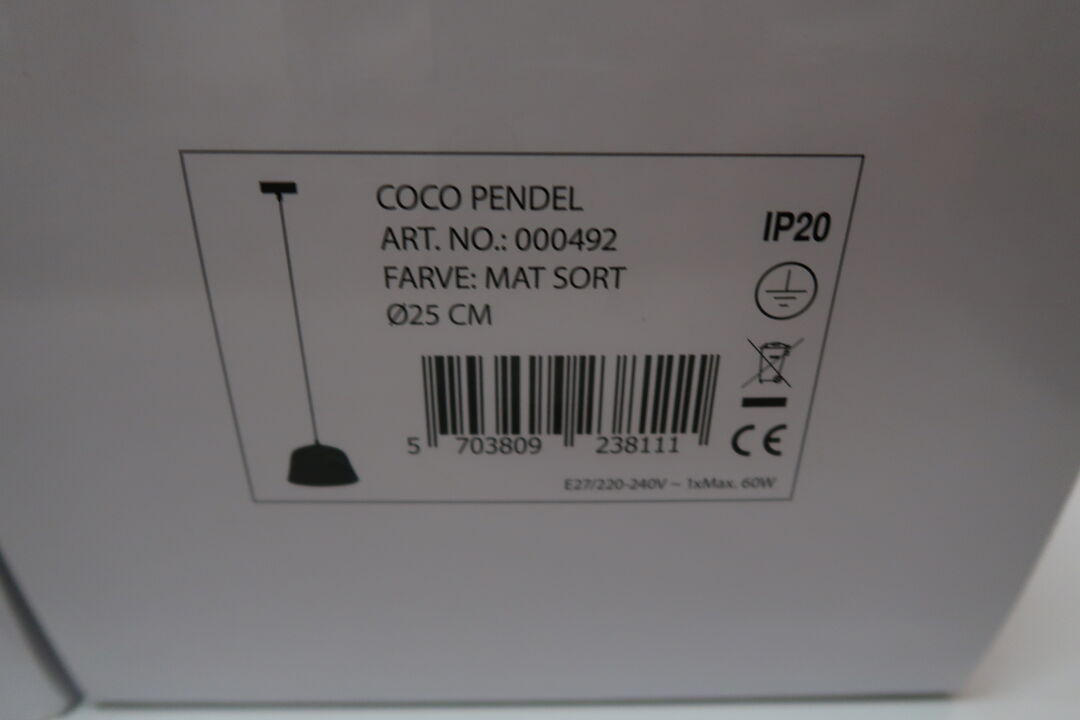 COCO PENDEL
ART. NO.: 000492
FARVE: MAT SORT
Ø25 CM
IP20
CE
5 703809 238111
E27/220-240V ~ 1xMax. 60W